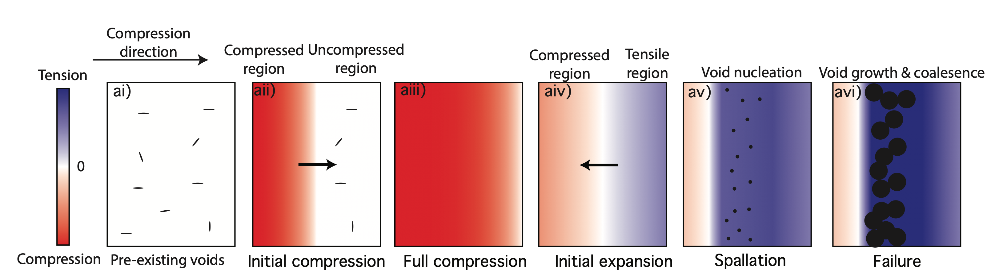 Compression
direction
Tension
0
Compression
ai)
Pre-existing voids
Compressed
region
Uncompressed
region
aii)
Initial compression
aiii)
Full compression
Compressed
region
Tensile
region
aiv)
Initial expansion
Void nucleation
av)
Spallation
Void growth & coalesence
avi)
Failure